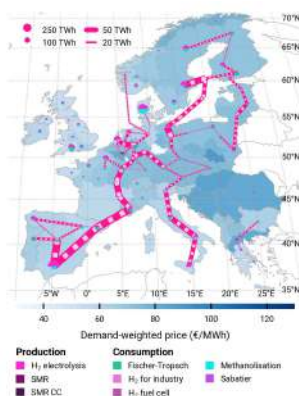 250 TWh 50 TWh
100 TWh 20 TWh
70°N
65°N
60°N
55°N
50°N
45°N
40°N
35°N
5°W 0° 5°E 10°E 15°E 20°E 25°E
40 60 80 100 120
Demand-weighted price (€/MWh)
Production Consumption
H₂ electrolysis Fischer-Tropsch Methanolisation
SMR H₂ for industry Sabatier
SMR CC H₂ fuel cell